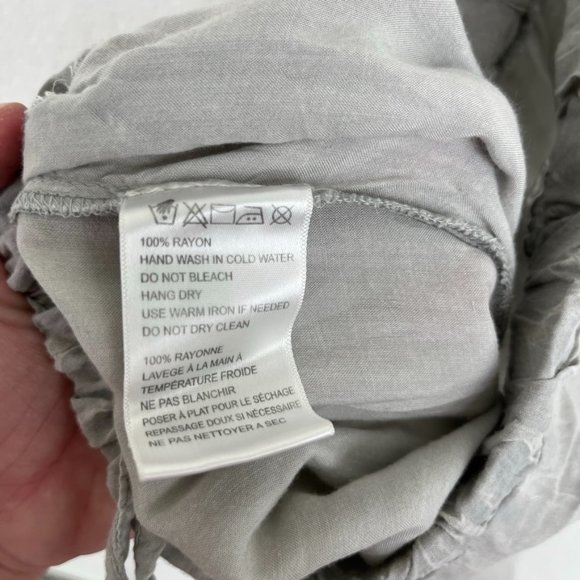 100% RAYON
HAND WASH IN COLD WATER
DO NOT BLEACH
HANG DRY
USE WARM IRON IF NEEDED
DO NOT DRY CLEAN
100% RAYONNE
LAVEGE À LA MAIN À
TEMPÉRATURE FROIDE
NE PAS BLANCHIR
POSER À PLAT POUR LE SÉCHAGE
REPASSAGE DOUX SI NÉCESSAIRE
NE PAS NETTOYER A SEC